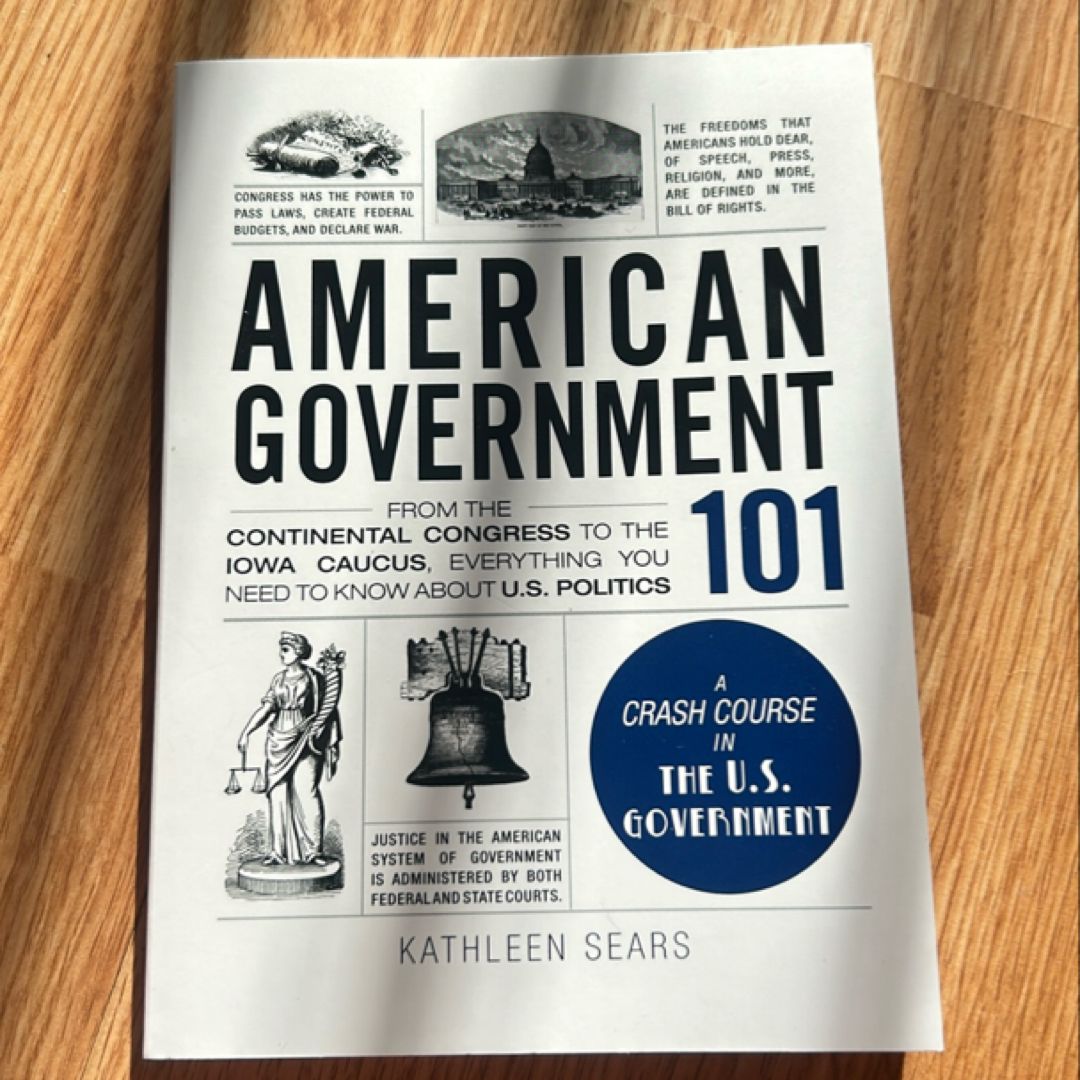 CONGRESS HAS THE POWER TO
PASS LAWS, CREATE FEDERAL
BUDGETS, AND DECLARE WAR.
THE FREEDOMS THAT
AMERICANS HOLD DEAR,
OF SPEECH, PRESS,
RELIGION, AND MORE,
ARE DEFINED IN THE
BILL OF RIGHTS.
AMERICAN
GOVERNMENT
101
FROM THE
CONTINENTAL CONGRESS TO THE
IOWA CAUCUS, EVERYTHING YOU
NEED TO KNOW ABOUT U.S. POLITICS
JUSTICE IN THE AMERICAN
SYSTEM OF GOVERNMENT
IS ADMINISTERED BY BOTH
FEDERAL AND STATE COURTS.
A
CRASH COURSE
IN
THE U.S.
GOVERNMENT
KATHLEEN SEARS